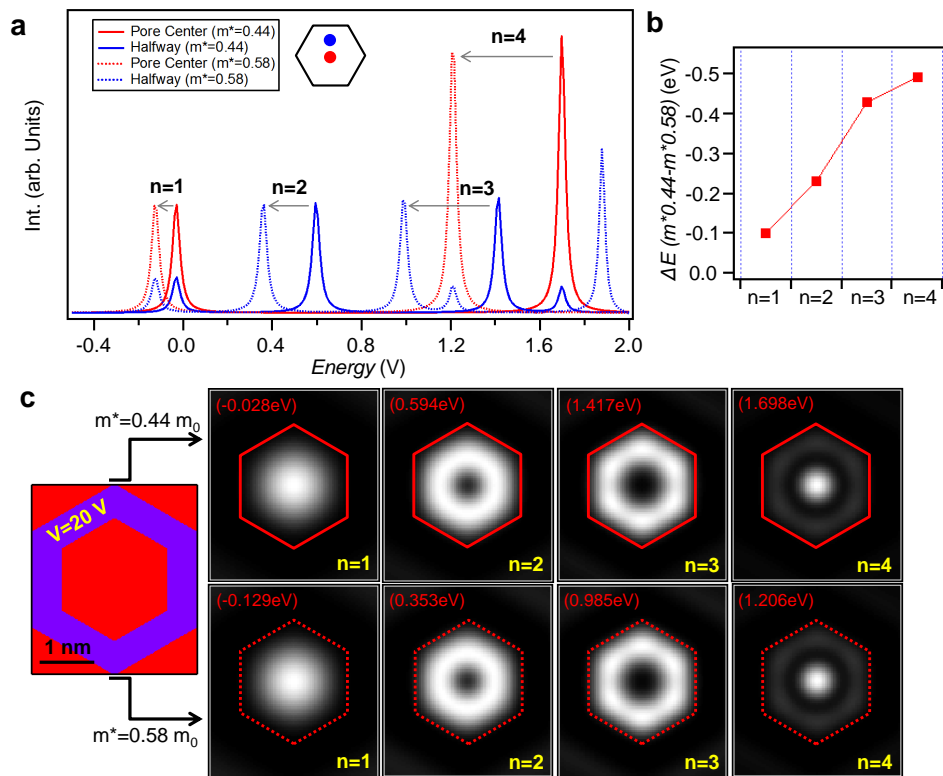 a
Pore Center (m*=0.44)
Halfway (m*=0.44)
Pore Center (m*=0.58)
Halfway (m*=0.58)
n=1
n=2
n=3
n=4
Int. (arb. Units)
-0.4 0.0 0.4 0.8 1.2 1.6 2.0
Energy (V)
b
ΔE (m*0.44-m*0.58) (eV)
-0.5
-0.4
-0.3
-0.2
-0.1
0.0
n=1 n=2 n=3 n=4
c
m*=0.44 m₀
V=20 V
1 nm
m*=0.58 m₀
(-0.028eV) (0.594eV) (1.417eV) (1.698eV)
n=1 n=2 n=3 n=4
(-0.129eV) (0.353eV) (0.985eV) (1.206eV)
n=1 n=2 n=3 n=4